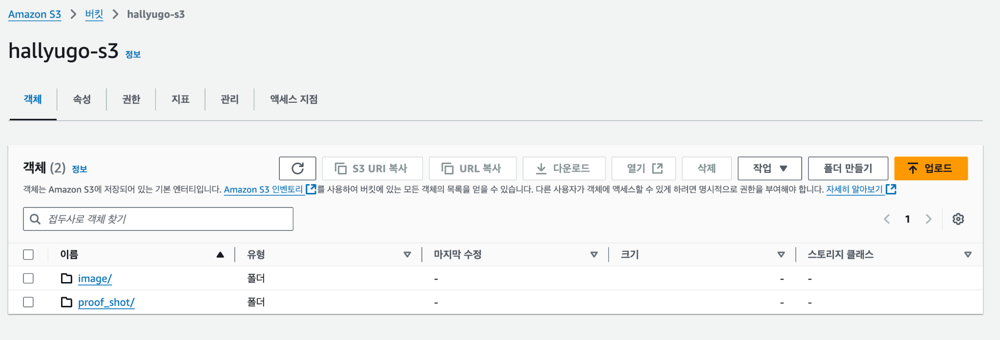 Amazon S3 > 버킷 > hallyugo-s3
hallyugo-s3 정보
객체 속성 권한 지표 관리 액세스 지점
객체 (2) 정보 S3 URI 복사 URL 복사 다운로드 열기 삭제 작업 폴더 만들기 업로드
객체는 Amazon S3에 저장되어 있는 기본 엔터티입니다. Amazon S3 인벤토리 를 사용하여 버킷에 있는 모든 객체의 목록을 얻을 수 있습니다. 다른 사용자가 객체에 액세스할 수 있게 하려면 명시적으로 권한을 부여해야 합니다. 자세히 알아보기
접두사로 객체 찾기 1
이름 유형 마지막 수정 크기 스토리지 클래스
image/ 폴더 - - -
proof_shot/ 폴더 - - -